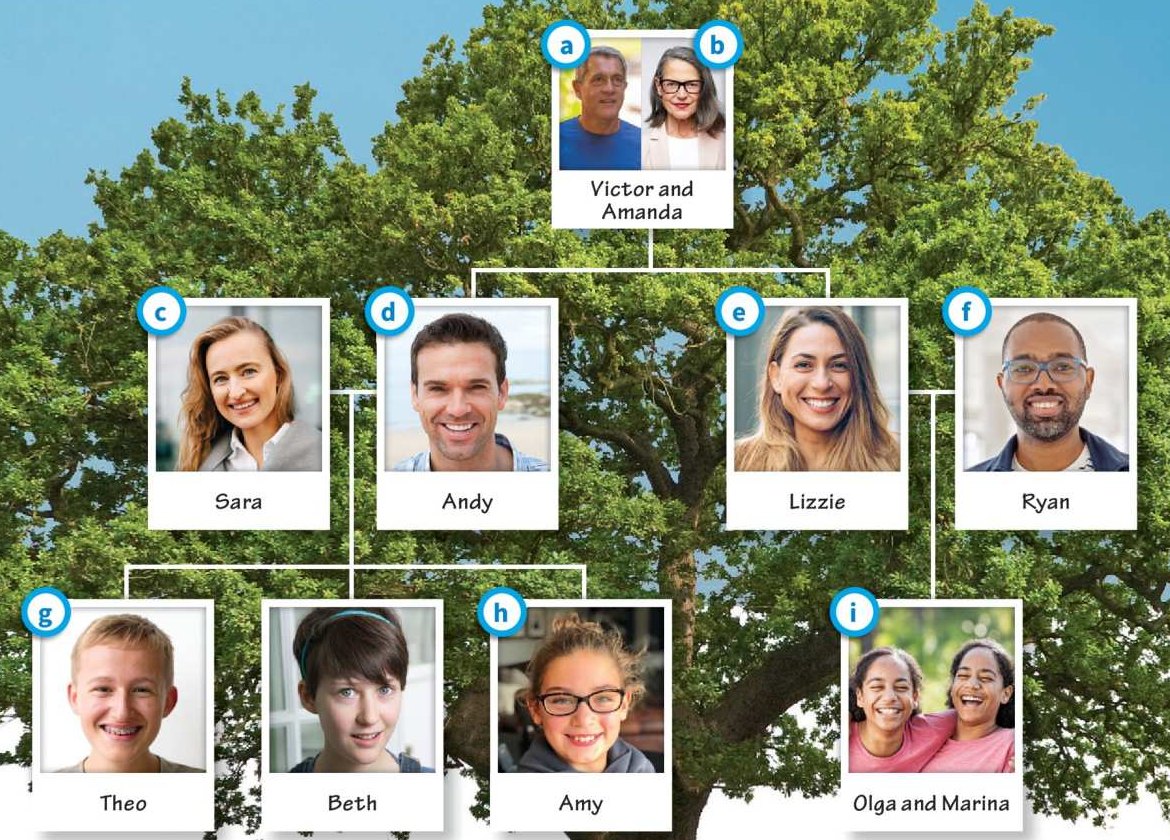 a
b
Victor and
Amanda
c
d
e
f
Sara
Andy
Lizzie
Ryan
g
h
i
Theo
Beth
Amy
Olga and Marina